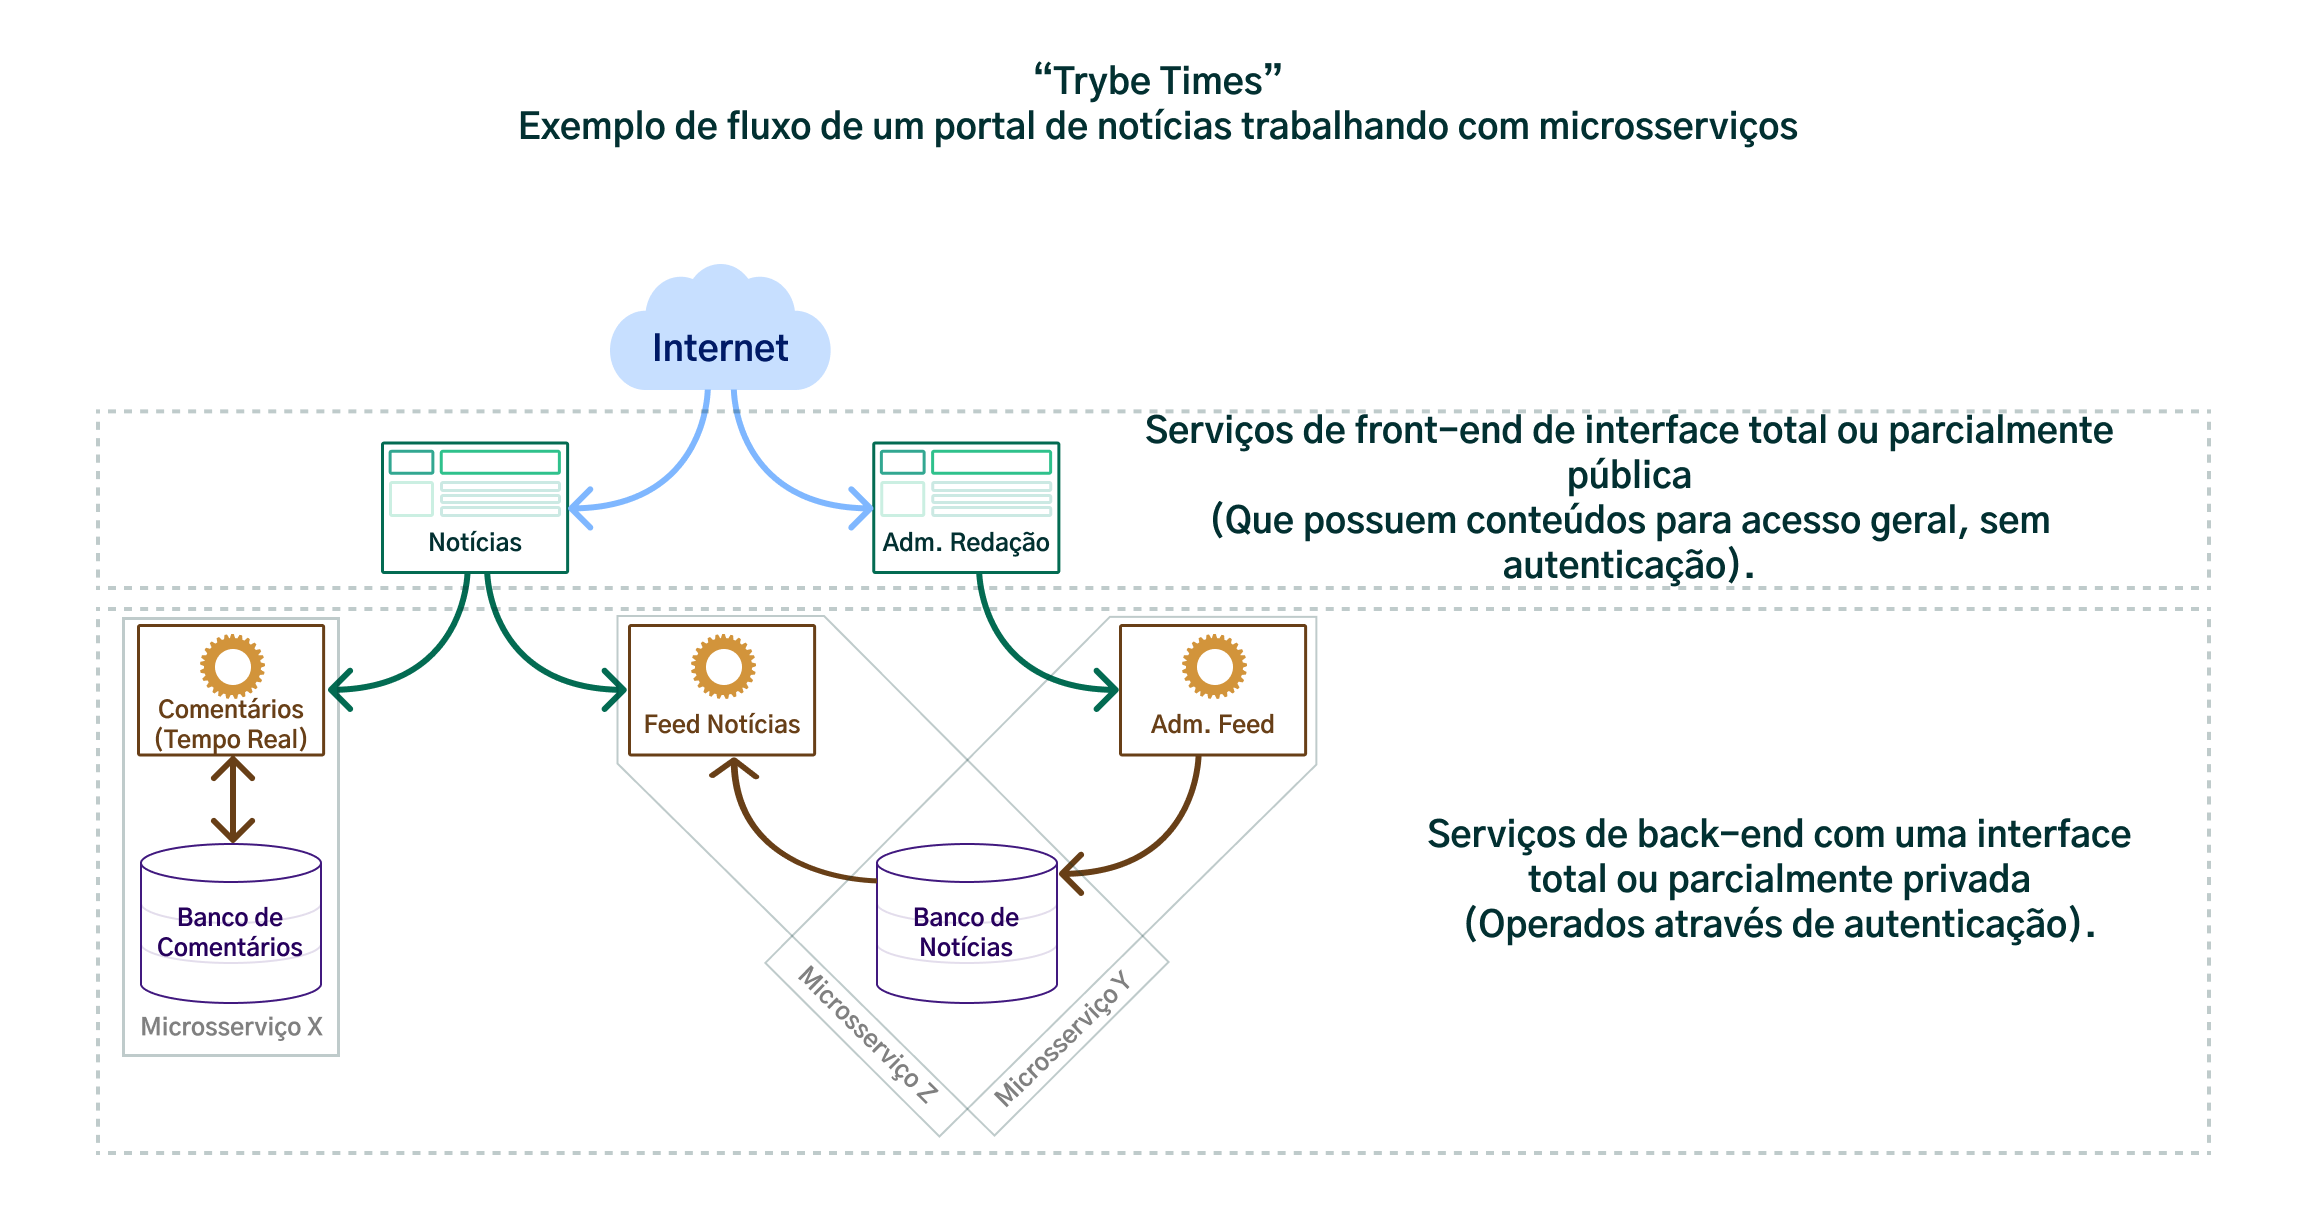 “Trybe Times”
Exemplo de fluxo de um portal de notícias trabalhando com microsserviços
Internet
Serviços de front-end de interface total ou parcialmente
pública
(Que possuem conteúdos para acesso geral, sem
autenticação).
Notícias
Adm. Redação
Comentários
(Tempo Real)
Feed Notícias
Adm. Feed
Serviços de back-end com uma interface
total ou parcialmente privada
(Operados através de autenticação).
Banco de
Comentários
Banco de
Notícias
Microsserviço X
Microsserviço Z
Microsserviço Y